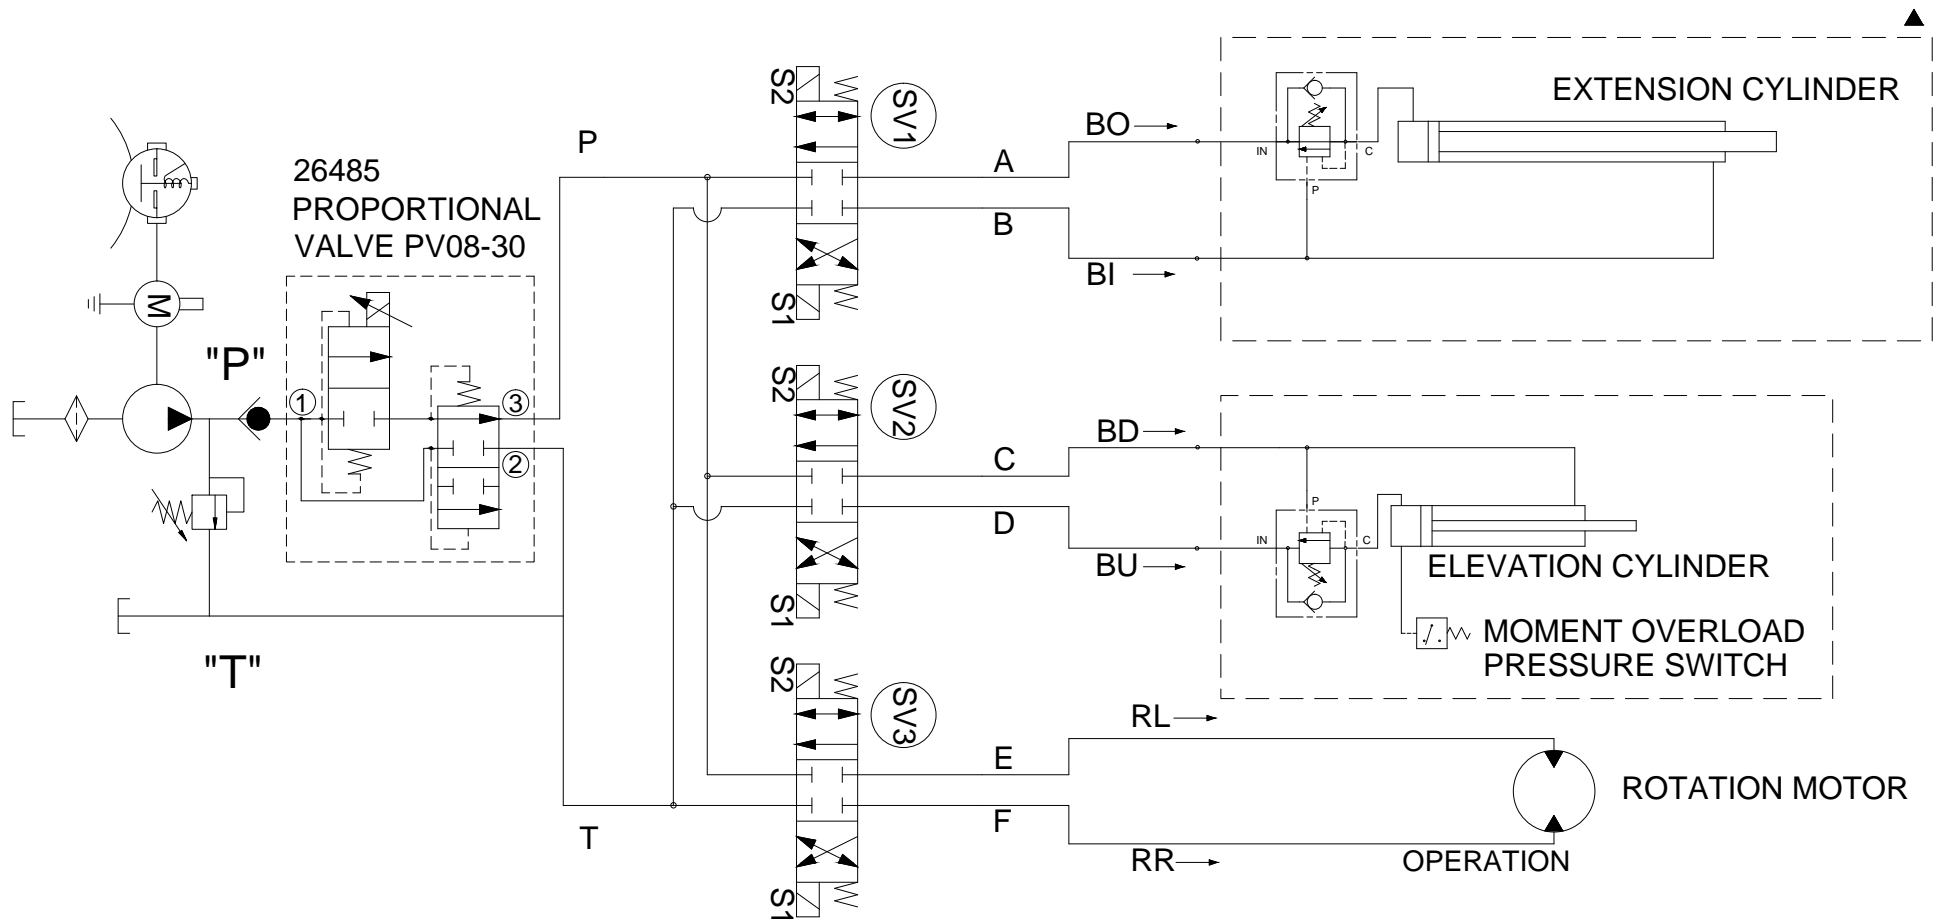 26485
PROPORTIONAL
VALVE PV08-30
M
"P"
1
3
2
"T"
P
T
S2
SV1
S1
S2
SV2
S1
S2
SV3
S1
A
B
C
D
E
F
BO
BI
BD
BU
RL
RR
EXTENSION CYLINDER
IN
C
P
P
IN
C
ELEVATION CYLINDER
MOMENT OVERLOAD
PRESSURE SWITCH
ROTATION MOTOR
OPERATION